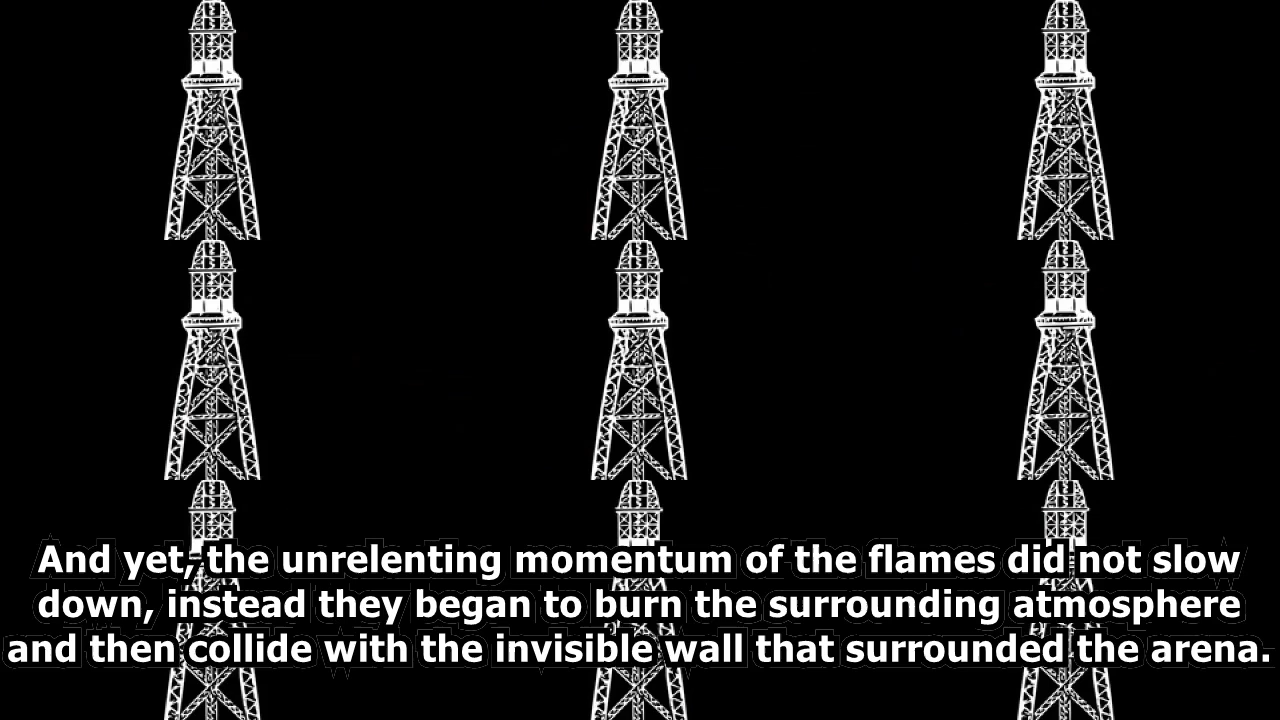 And yet, the unrelenting momentum of the flames did not slow
down, instead they began to burn the surrounding atmosphere
and then collide with the invisible wall that surrounded the arena.